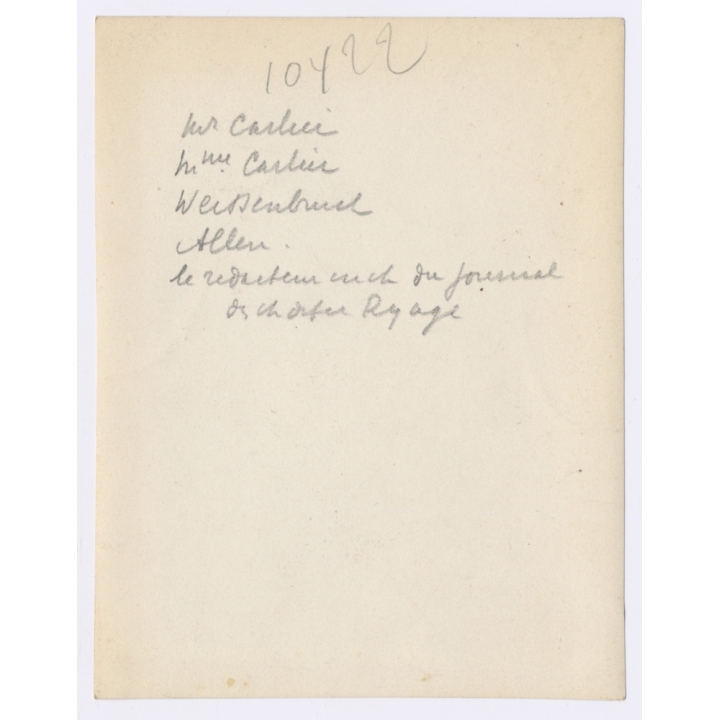 10422
Mr Carlier
Mme. Carlier
Weissenbruch
Allen.
le redacteur en ch du Journal